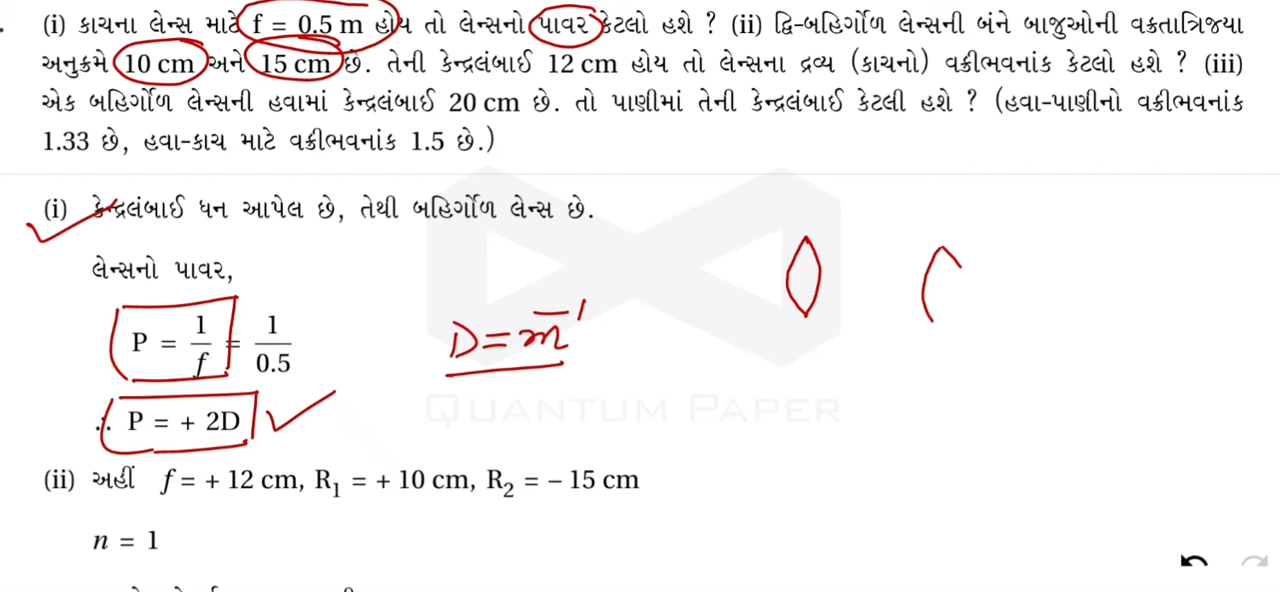 (i) કાચના લેન્સ માટે f = 0.5 m હોય તો લેન્સનો પાવર કેટલો હશે ? (ii) દ્વિ-બહિર્ગોળ લેન્સની બંને બાજુઓની વક્રતાત્રિજ્યા
અનુક્રમે 10 cm અને 15 cm છે. તેની કેન્દ્રલંબાઈ 12 cm હોય તો લેન્સના દ્રવ્ય (કાચનો) વક્રીભવનાંક કેટલો હશે ? (iii)
એક બહિર્ગોળ લેન્સની હવામાં કેન્દ્રલંબાઈ 20 cm છે. તો પાણીમાં તેની કેન્દ્રલંબાઈ કેટલી હશે ? (હવા-પાણીનો વક્રીભવનાંક
1.33 છે, હવા-કાચ માટે વક્રીભવનાંક 1.5 છે.)
(i) કેન્દ્રલંબાઈ ધન આપેલ છે, તેથી બહિર્ગોળ લેન્સ છે.
લેન્સનો પાવર,
P = 1/f = 1/0.5
D = m⁻¹
∴ P = + 2D
QUANTUM PAPER
(ii) અહીં f = + 12 cm, R₁ = + 10 cm, R₂ = – 15 cm
n = 1